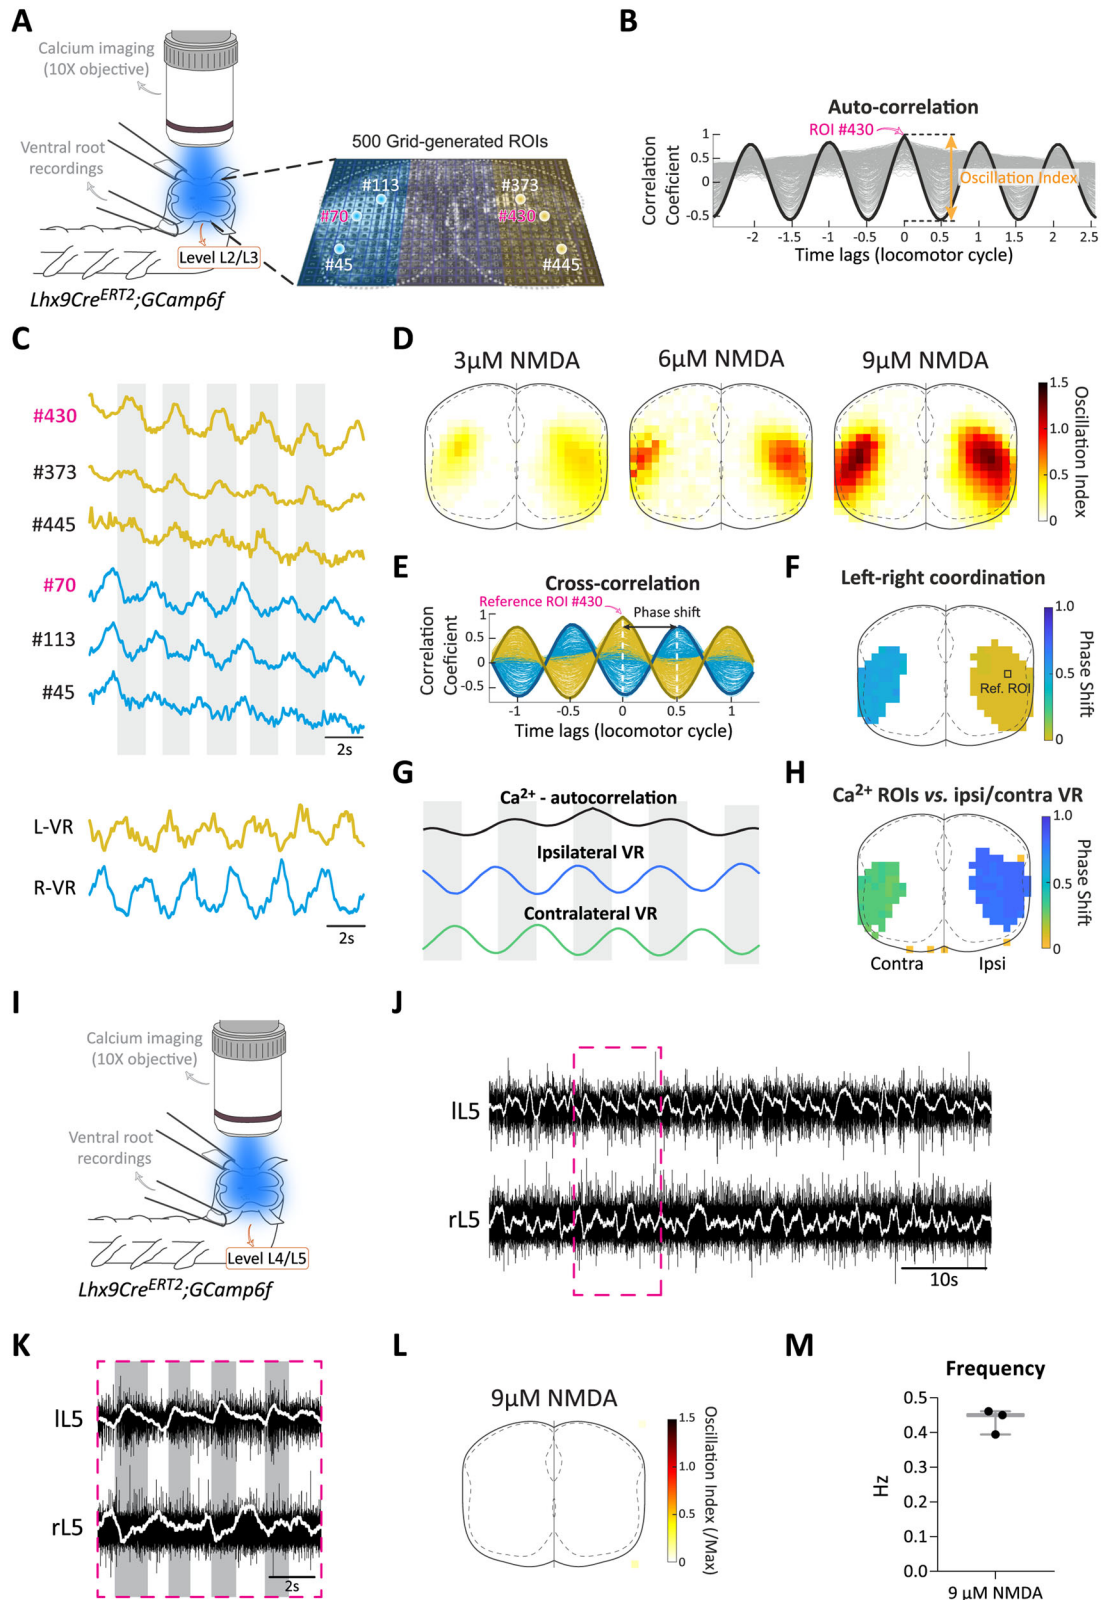 A
Calcium imaging
(10X objective)
Ventral root
recordings
Level L2/L3
Lhx9Cre^ERT2;GCamp6f
500 Grid-generated ROIs
#113
#70
#45
#373
#430
#445
B
Auto-correlation
ROI #430
Oscillation Index
Correlation
Coeficient
1
0.5
0
-0.5
-2
-1.5
-1
-0.5
0
0.5
1
1.5
2
2.5
Time lags (locomotor cycle)
C
#430
#373
#445
#70
#113
#45
2s
L-VR
R-VR
2s
D
3µM NMDA
6µM NMDA
9µM NMDA
1.5
1.0
0.5
0
Oscillation Index
E
Cross-correlation
Reference ROI #430
Phase shift
Correlation
Coeficient
1
0.5
0
-0.5
-1
-0.5
0
0.5
1
Time lags (locomotor cycle)
F
Left-right coordination
Ref. ROI
1.0
0.5
0
Phase Shift
G
Ca2+ - autocorrelation
Ipsilateral VR
Contralateral VR
H
Ca2+ ROIs vs. ipsi/contra VR
1.0
0.5
0
Phase Shift
Contra
Ipsi
I
Calcium imaging
(10X objective)
Ventral root
recordings
Level L4/L5
Lhx9Cre^ERT2;GCamp6f
J
lL5
rL5
10s
K
lL5
rL5
2s
L
9µM NMDA
1.5
1.0
0.5
0
Oscillation Index (/Max)
M
Frequency
Hz
0.5
0.4
0.3
0.2
0.1
0.0
9 µM NMDA